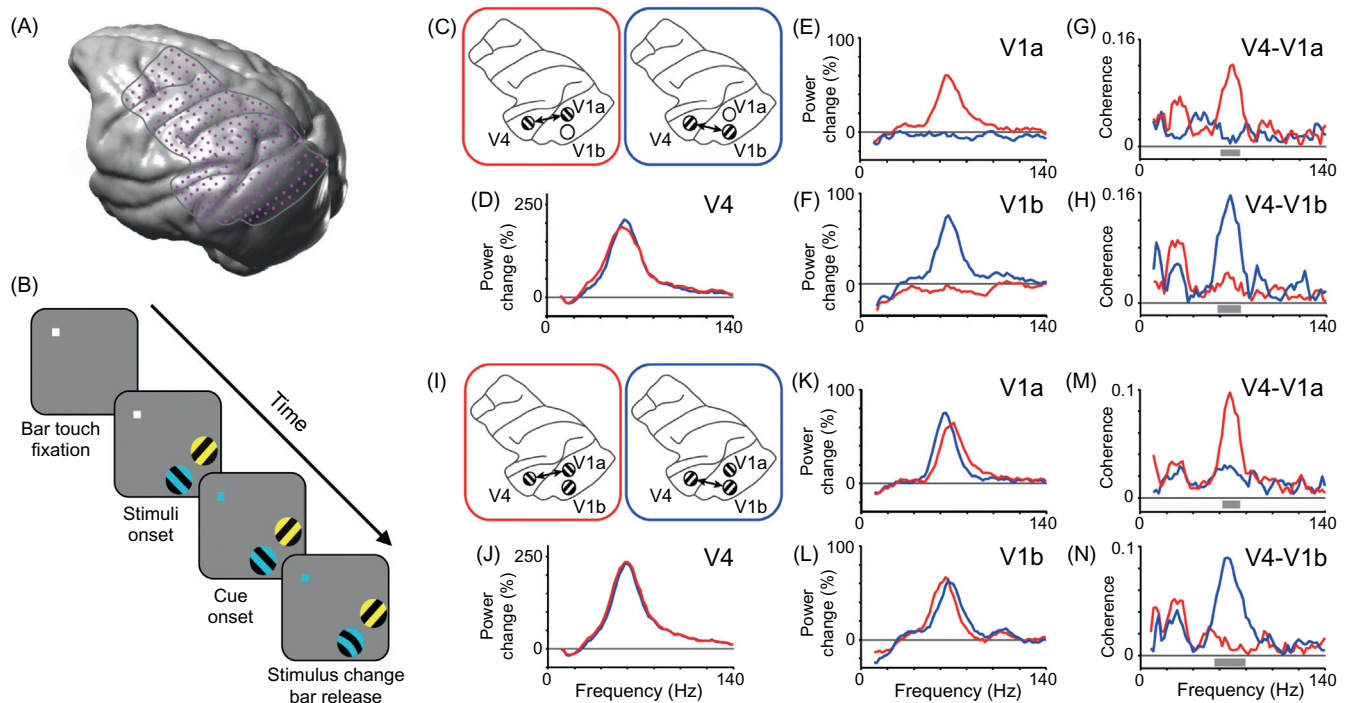 (A)
(B)
Bar touch
fixation
Stimuli
onset
Cue
onset
Stimulus change
bar release
Time
(C)
V4
V1a
V1b
V4
V1a
V1b
(D)
V4
Power
change (%)
250
0
0
140
(E)
V1a
Power
change (%)
100
0
0
140
(F)
V1b
Power
change (%)
100
0
0
140
(G)
V4-V1a
Coherence
0.16
0
0
140
(H)
V4-V1b
Coherence
0.16
0
0
140
(I)
V4
V1a
V1b
V4
V1a
V1b
(J)
V4
Power
change (%)
250
0
0
140
Frequency (Hz)
(K)
V1a
Power
change (%)
100
0
0
140
(L)
V1b
Power
change (%)
100
0
0
140
Frequency (Hz)
(M)
V4-V1a
Coherence
0.1
0
0
140
(N)
V4-V1b
Coherence
0.1
0
0
140
Frequency (Hz)